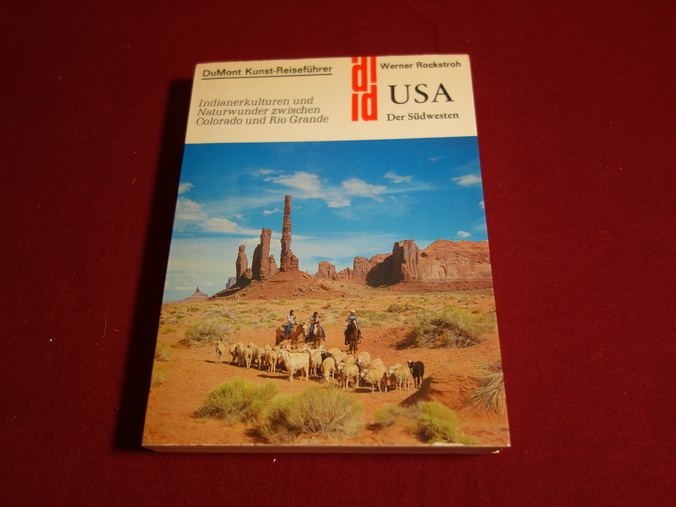 DuMont Kunst-Reiseführer
Werner Rockstroh
Indianerkulturen und
Naturwunder zwischen
Colorado und Rio Grande
USA
Der Südwesten